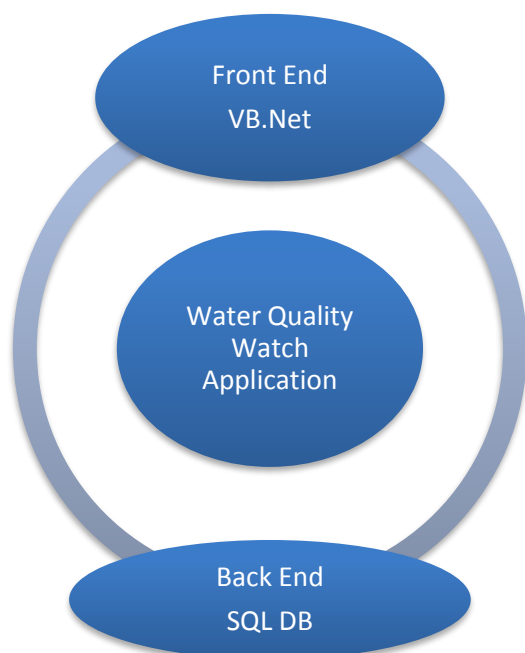 Front End
VB.Net
Water Quality
Watch
Application
Back End
SQL DB